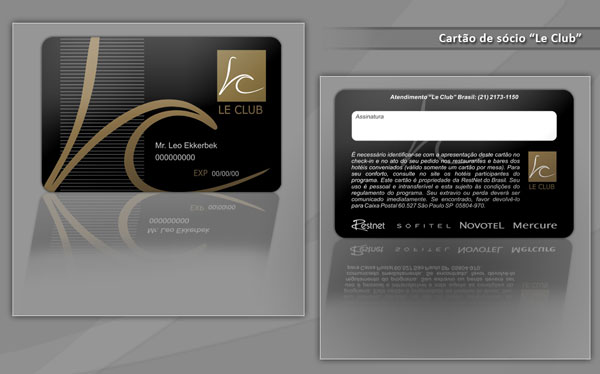 Cartão de sócio “Le Club”
LE CLUB
Mr. Leo Ekkerbek
000000000
EXP 00/00/00
Atendimento "Le Club" Brasil: (21) 2173-1150
Assinatura
É necessário identificar-se com a apresentação deste cartão no
check-in e no ato do seu pedido nos restaurantes e bares dos
hotéis conveniados (válido somente um cartão por mesa). Para
seu conforto, consulte no site os hotéis participantes do
programa. Este cartão é propriedade da RestNet do Brasil. Seu
uso é pessoal e intransferível e esta sujeito às condições do
regulamento do programa. Seu extravio ou perda deverá ser
comunicado imediatamente. Se encontrado, favor devolvê-lo
para Caixa Postal 60.527 São Paulo SP 05804-970.
LE CLUB
Restnet SOFITEL NOVOTEL Mercure